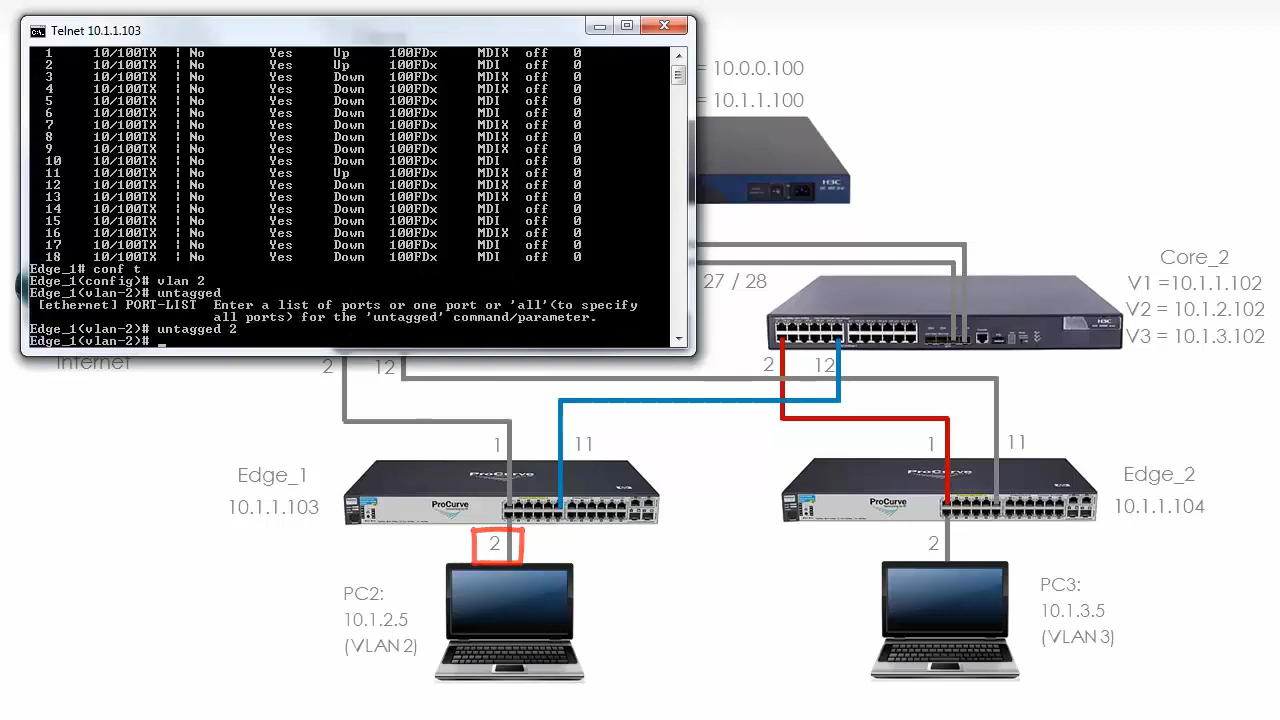 Telnet 10.1.1.103
1 10/100TX | No Yes Up 100FDx MDIX off 0
2 10/100TX | No Yes Up 100FDx MDI off 0
3 10/100TX | No Yes Down 100FDx MDIX off 0
4 10/100TX | No Yes Down 100FDx MDIX off 0
5 10/100TX | No Yes Down 100FDx MDI off 0
6 10/100TX | No Yes Down 100FDx MDI off 0
7 10/100TX | No Yes Down 100FDx MDIX off 0
8 10/100TX | No Yes Down 100FDx MDIX off 0
9 10/100TX | No Yes Down 100FDx MDIX off 0
10 10/100TX | No Yes Down 100FDx MDI off 0
11 10/100TX | No Yes Up 100FDx MDIX off 0
12 10/100TX | No Yes Down 100FDx MDIX off 0
13 10/100TX | No Yes Down 100FDx MDIX off 0
14 10/100TX | No Yes Down 100FDx MDI off 0
15 10/100TX | No Yes Down 100FDx MDI off 0
16 10/100TX | No Yes Down 100FDx MDIX off 0
17 10/100TX | No Yes Down 100FDx MDI off 0
18 10/100TX | No Yes Down 100FDx MDI off 0
Edge_1# conf t
Edge_1(config)# vlan 2
Edge_1(vlan-2)# untagged
[ethernet] PORT-LIST Enter a list of ports or one port or 'all'(to specify
all ports) for the 'untagged' command/parameter.
Edge_1(vlan-2)# untagged 2
Edge_1(vlan-2)# _
= 10.0.0.100
= 10.1.1.100
H3C
27 / 28
Core_2
V1 =10.1.1.102
V2 = 10.1.2.102
V3 = 10.1.3.102
Internet
2 12
2 12
1 11
1 11
Edge_1
10.1.1.103
ProCurve
ProCurve
Edge_2
10.1.1.104
ProCurve
ProCurve
2
2
PC2:
10.1.2.5
(VLAN 2)
PC3:
10.1.3.5
(VLAN 3)